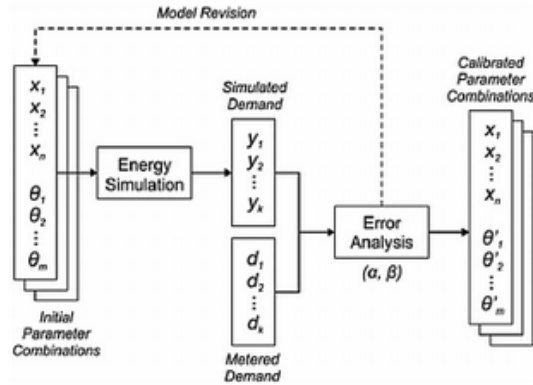 Model Revision
x1
x2
⋮
xn
θ1
θ2
⋮
θm
Initial
Parameter
Combinations
Energy
Simulation
Simulated
Demand
y1
y2
⋮
yk
d1
d2
⋮
dk
Metered
Demand
Error
Analysis
(α, β)
Calibrated
Parameter
Combinations
x1
x2
⋮
xn
θ'1
θ'2
⋮
θ'm